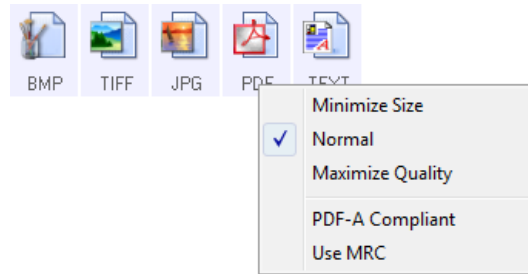 BMP TIFF JPG PDF TEXT
Minimize Size
Normal
Maximize Quality
PDF-A Compliant
Use MRC